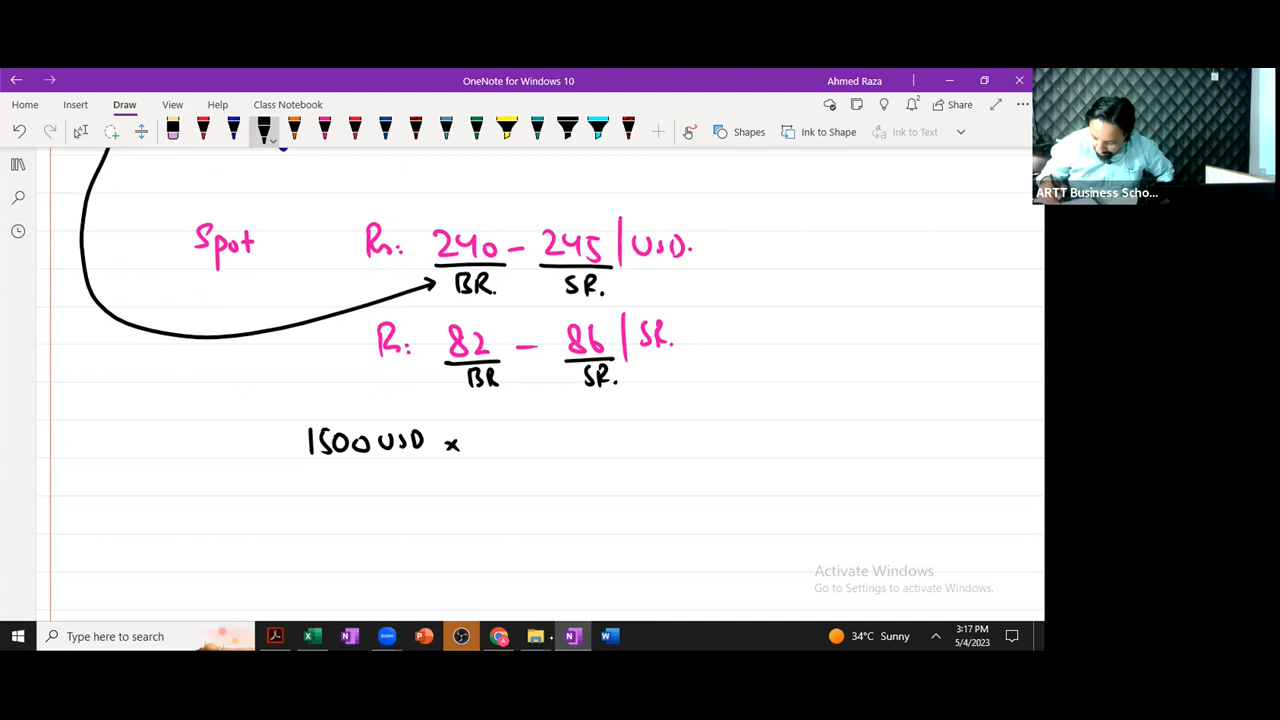 OneNote for Windows 10
Ahmed Raza
Home Insert Draw View Help Class Notebook
Share
Shapes Ink to Shape Ink to Text
ARTT Business Scho...
Spot Rs: 240 - 245 | USD.
BR. SR.
Rs: 82 - 86 | SR.
BR SR.
1500 USD ×
Activate Windows
Go to Settings to activate Windows.
Type here to search
34°C Sunny
3:17 PM
5/4/2023